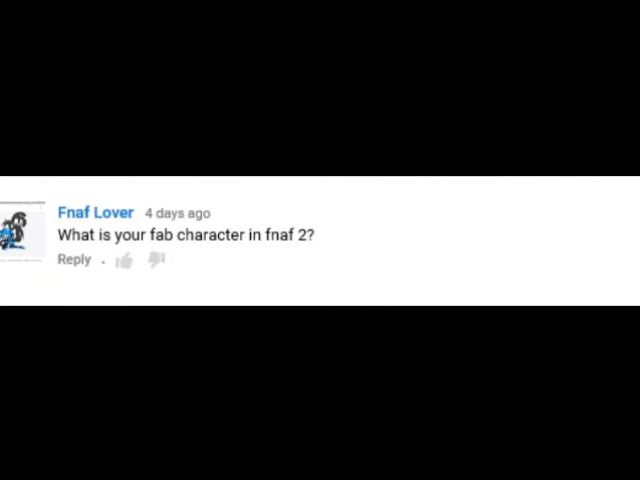 Fnaf Lover 4 days ago
What is your fab character in fnaf 2?
Reply .